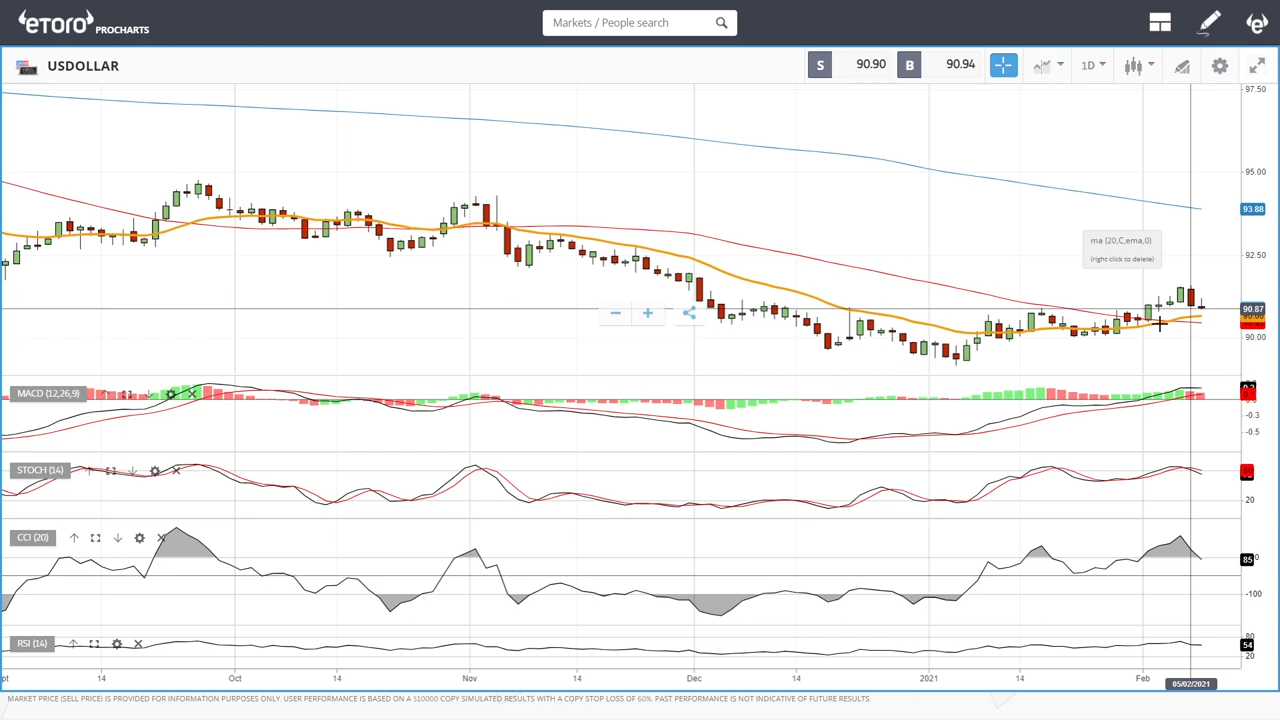 eToro PROCHARTS
Markets / People search
USDOLLAR
S 90.90 B 90.94
1D
97.50
95.00
93.88
ma (20,C,ema,0)
(right click to delete)
92.50
90.87
90.00
MACD (12,26,9)
-0.3
-0.5
STOCH (14)
20
CCI (20)
85
-100
RSI (14)
80
54
20
14 Oct 14 Nov Dec 14 2021 14 Feb
05/02/2021
MARKET PRICE (SELL PRICE) IS PROVIDED FOR INFORMATION PURPOSES ONLY. USER PERFORMANCE IS BASED ON A $10000 COPY SIMULATED RESULTS WITH A COPY STOP LOSS OF 60%. PAST PERFORMANCE IS NOT INDICATIVE OF FUTURE RESULTS.